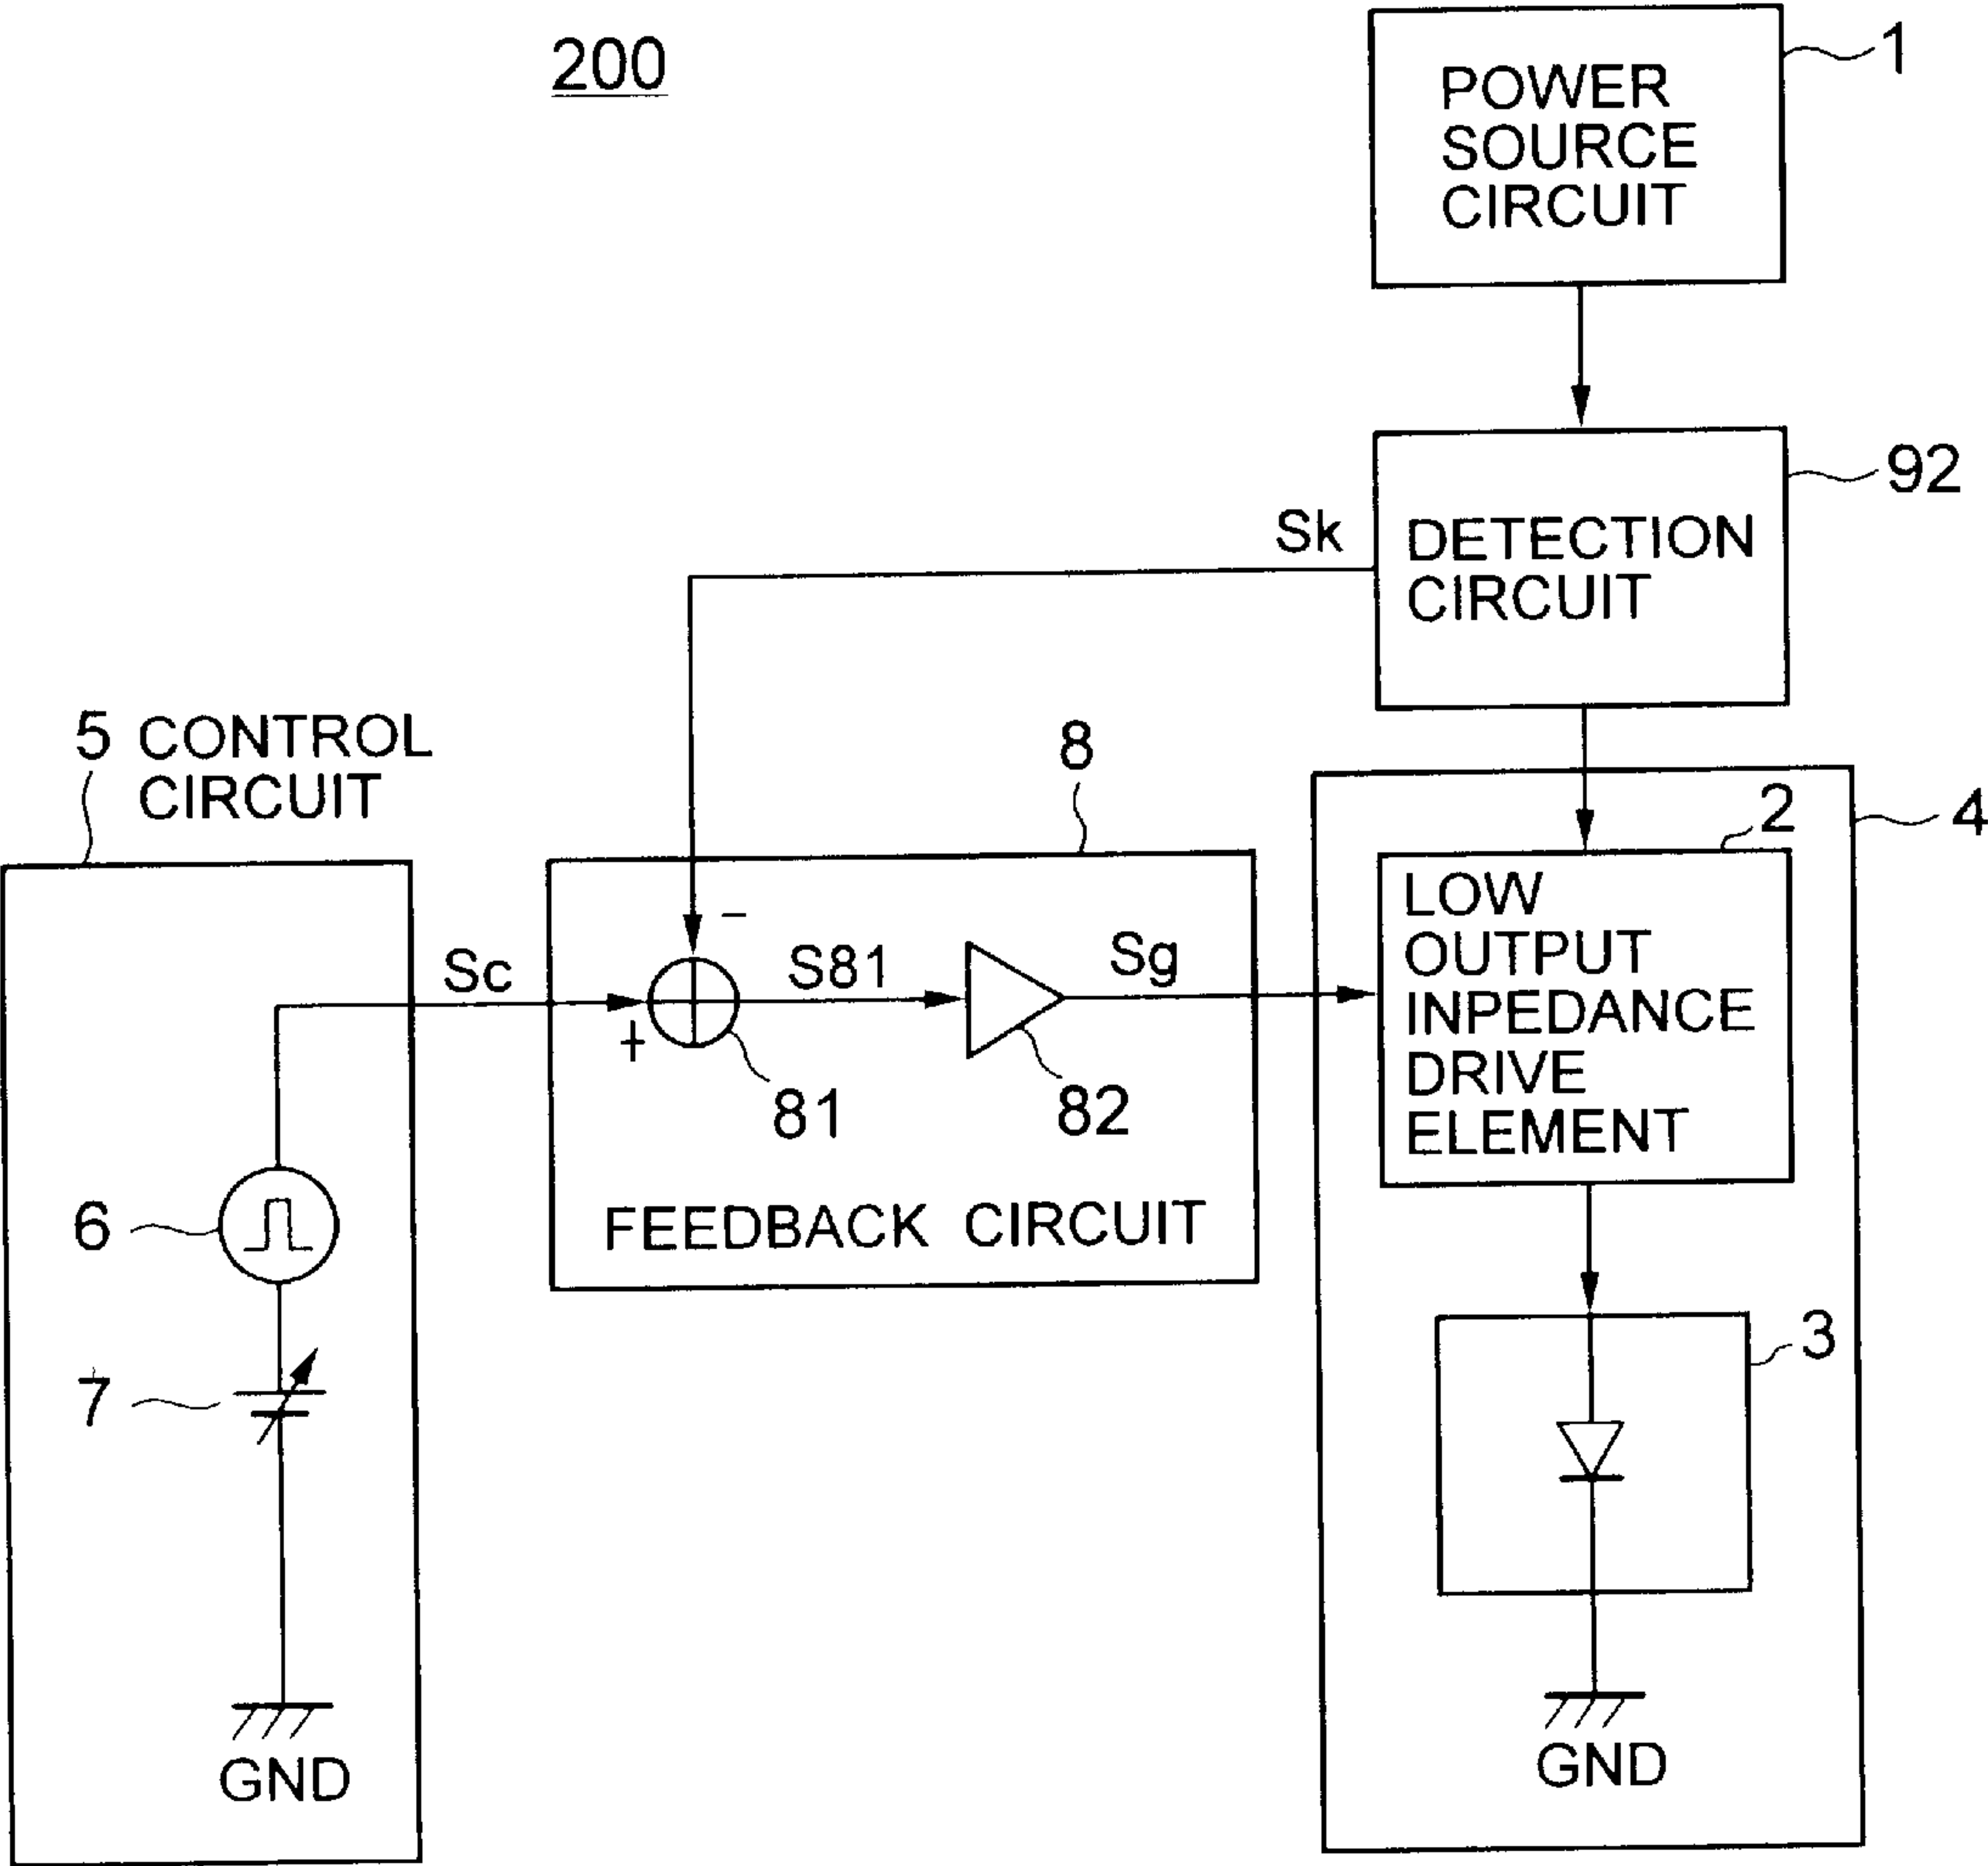 200
1
POWER
SOURCE
CIRCUIT
92
Sk
DETECTION
CIRCUIT
5 CONTROL
CIRCUIT
8
2
4
LOW
OUTPUT
INPEDANCE
DRIVE
ELEMENT
Sc
-
+
S81
Sg
81
82
FEEDBACK CIRCUIT
6
7
3
GND
GND